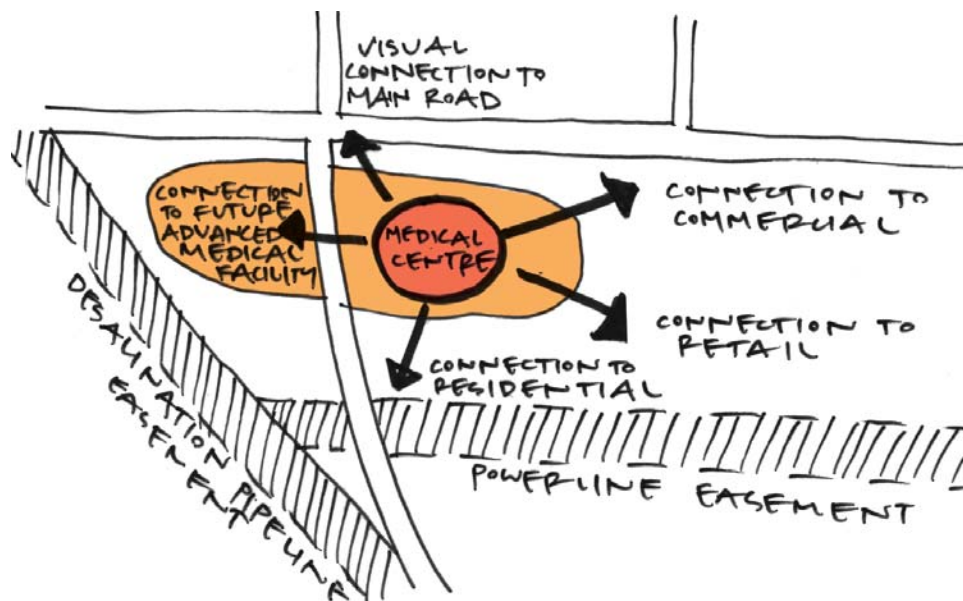 VISUAL
CONNECTION TO
MAIN ROAD
CONNECTION
TO FUTURE
ADVANCED
MEDICAL
FACILITY
MEDICAL
CENTRE
CONNECTION TO
COMMERCIAL
CONNECTION TO
RETAIL
CONNECTION TO
RESIDENTIAL
DESALINATION PIPELINE
EASEMENT
POWERLINE EASEMENT